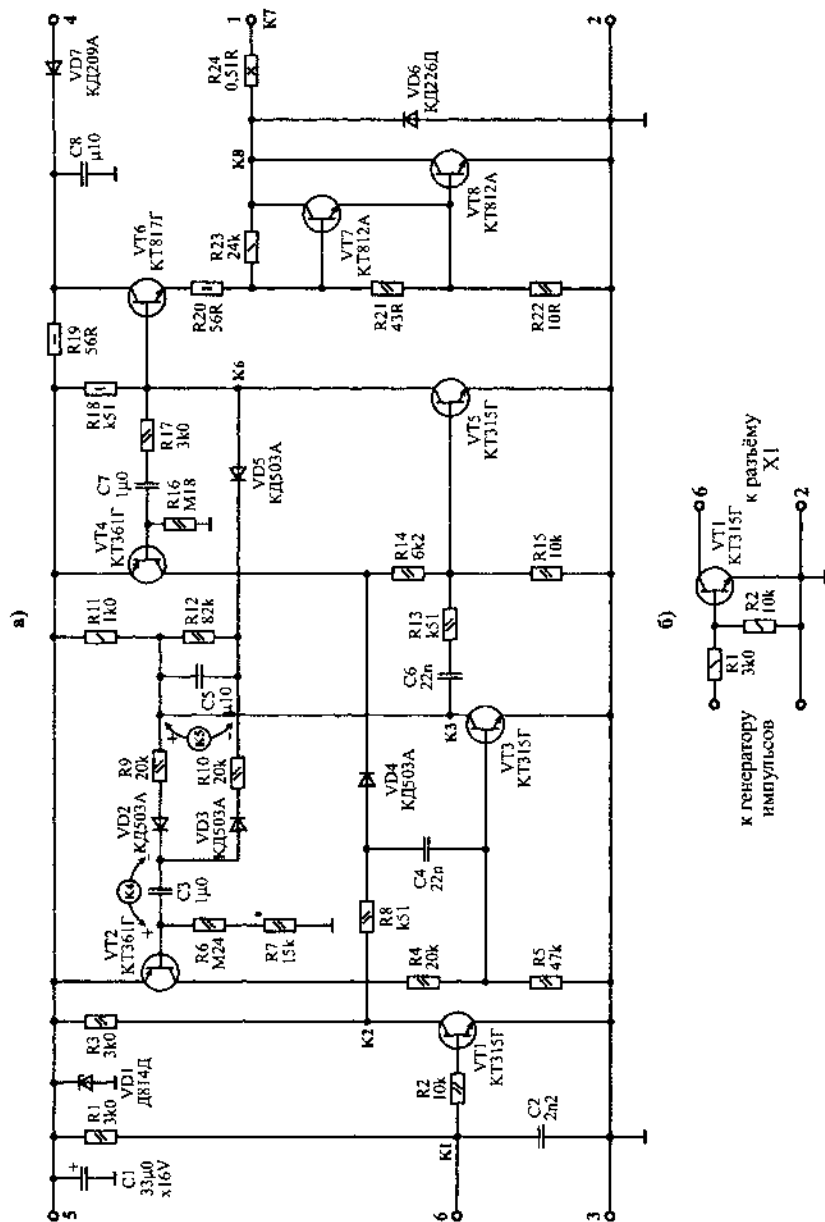 а)
5
C1
33µ0
x16V
R1
3k0
VD1
Д814Д
R3
3k0
6
K1
C2
2n2
3
R2
10k
K2
VT1
КТ315Г
VT2
КТ361Г
+
K4
-
C3
1µ0
R6
M24
R7
15k
*
R4
20k
R5
47k
VD2
КД503А
VD3
КД503А
R9
20k
R10
20k
+
K5
-
C5
µ10
R11
1k0
R12
82k
R8
k51
C4
22n
VD4
КД503А
K3
VT3
КТ315Г
C6
22n
R13
k51
R14
6k2
R15
10k
VT4
КТ361Г
C7
1µ0
R16
M18
R17
3k0
R18
k51
K6
VD5
КД503А
VT5
КТ315Г
R19
56R
VT6
КТ817Г
R20
56R
R23
24k
R21
43R
R22
10R
VT7
КТ812А
VT8
КТ812А
K8
C8
µ10
VD7
КД209А
4
R24
0,51R
1
K7
VD6
КД226Д
2
б)
к генератору
импульсов
R1
3k0
R2
10k
VT1
КТ315Г
6
2
к разъёму
X1